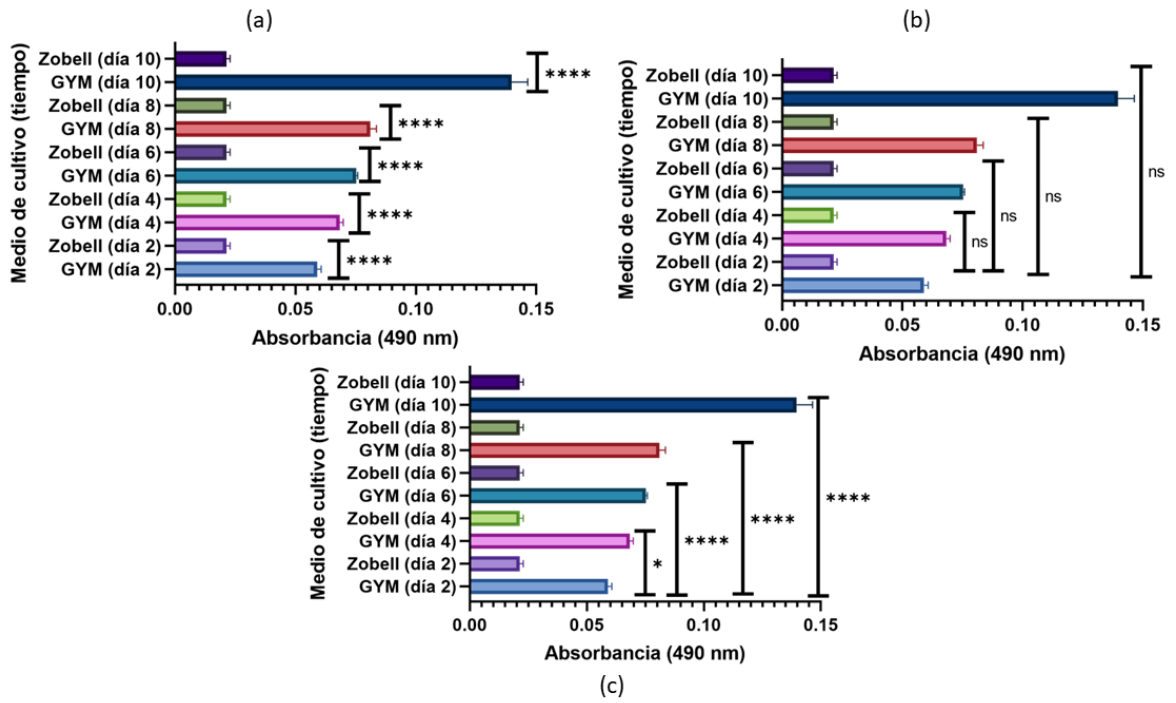 (a)
Medio de cultivo (tiempo)
Zobell (día 10)
GYM (día 10)
Zobell (día 8)
GYM (día 8)
Zobell (día 6)
GYM (día 6)
Zobell (día 4)
GYM (día 4)
Zobell (día 2)
GYM (día 2)
****
****
****
****
****
0.00 0.05 0.10 0.15
Absorbancia (490 nm)
(b)
Medio de cultivo (tiempo)
Zobell (día 10)
GYM (día 10)
Zobell (día 8)
GYM (día 8)
Zobell (día 6)
GYM (día 6)
Zobell (día 4)
GYM (día 4)
Zobell (día 2)
GYM (día 2)
ns
ns
ns
ns
0.00 0.05 0.10 0.15
Absorbancia (490 nm)
Medio de cultivo (tiempo)
Zobell (día 10)
GYM (día 10)
Zobell (día 8)
GYM (día 8)
Zobell (día 6)
GYM (día 6)
Zobell (día 4)
GYM (día 4)
Zobell (día 2)
GYM (día 2)
*
****
****
****
0.00 0.05 0.10 0.15
Absorbancia (490 nm)
(c)